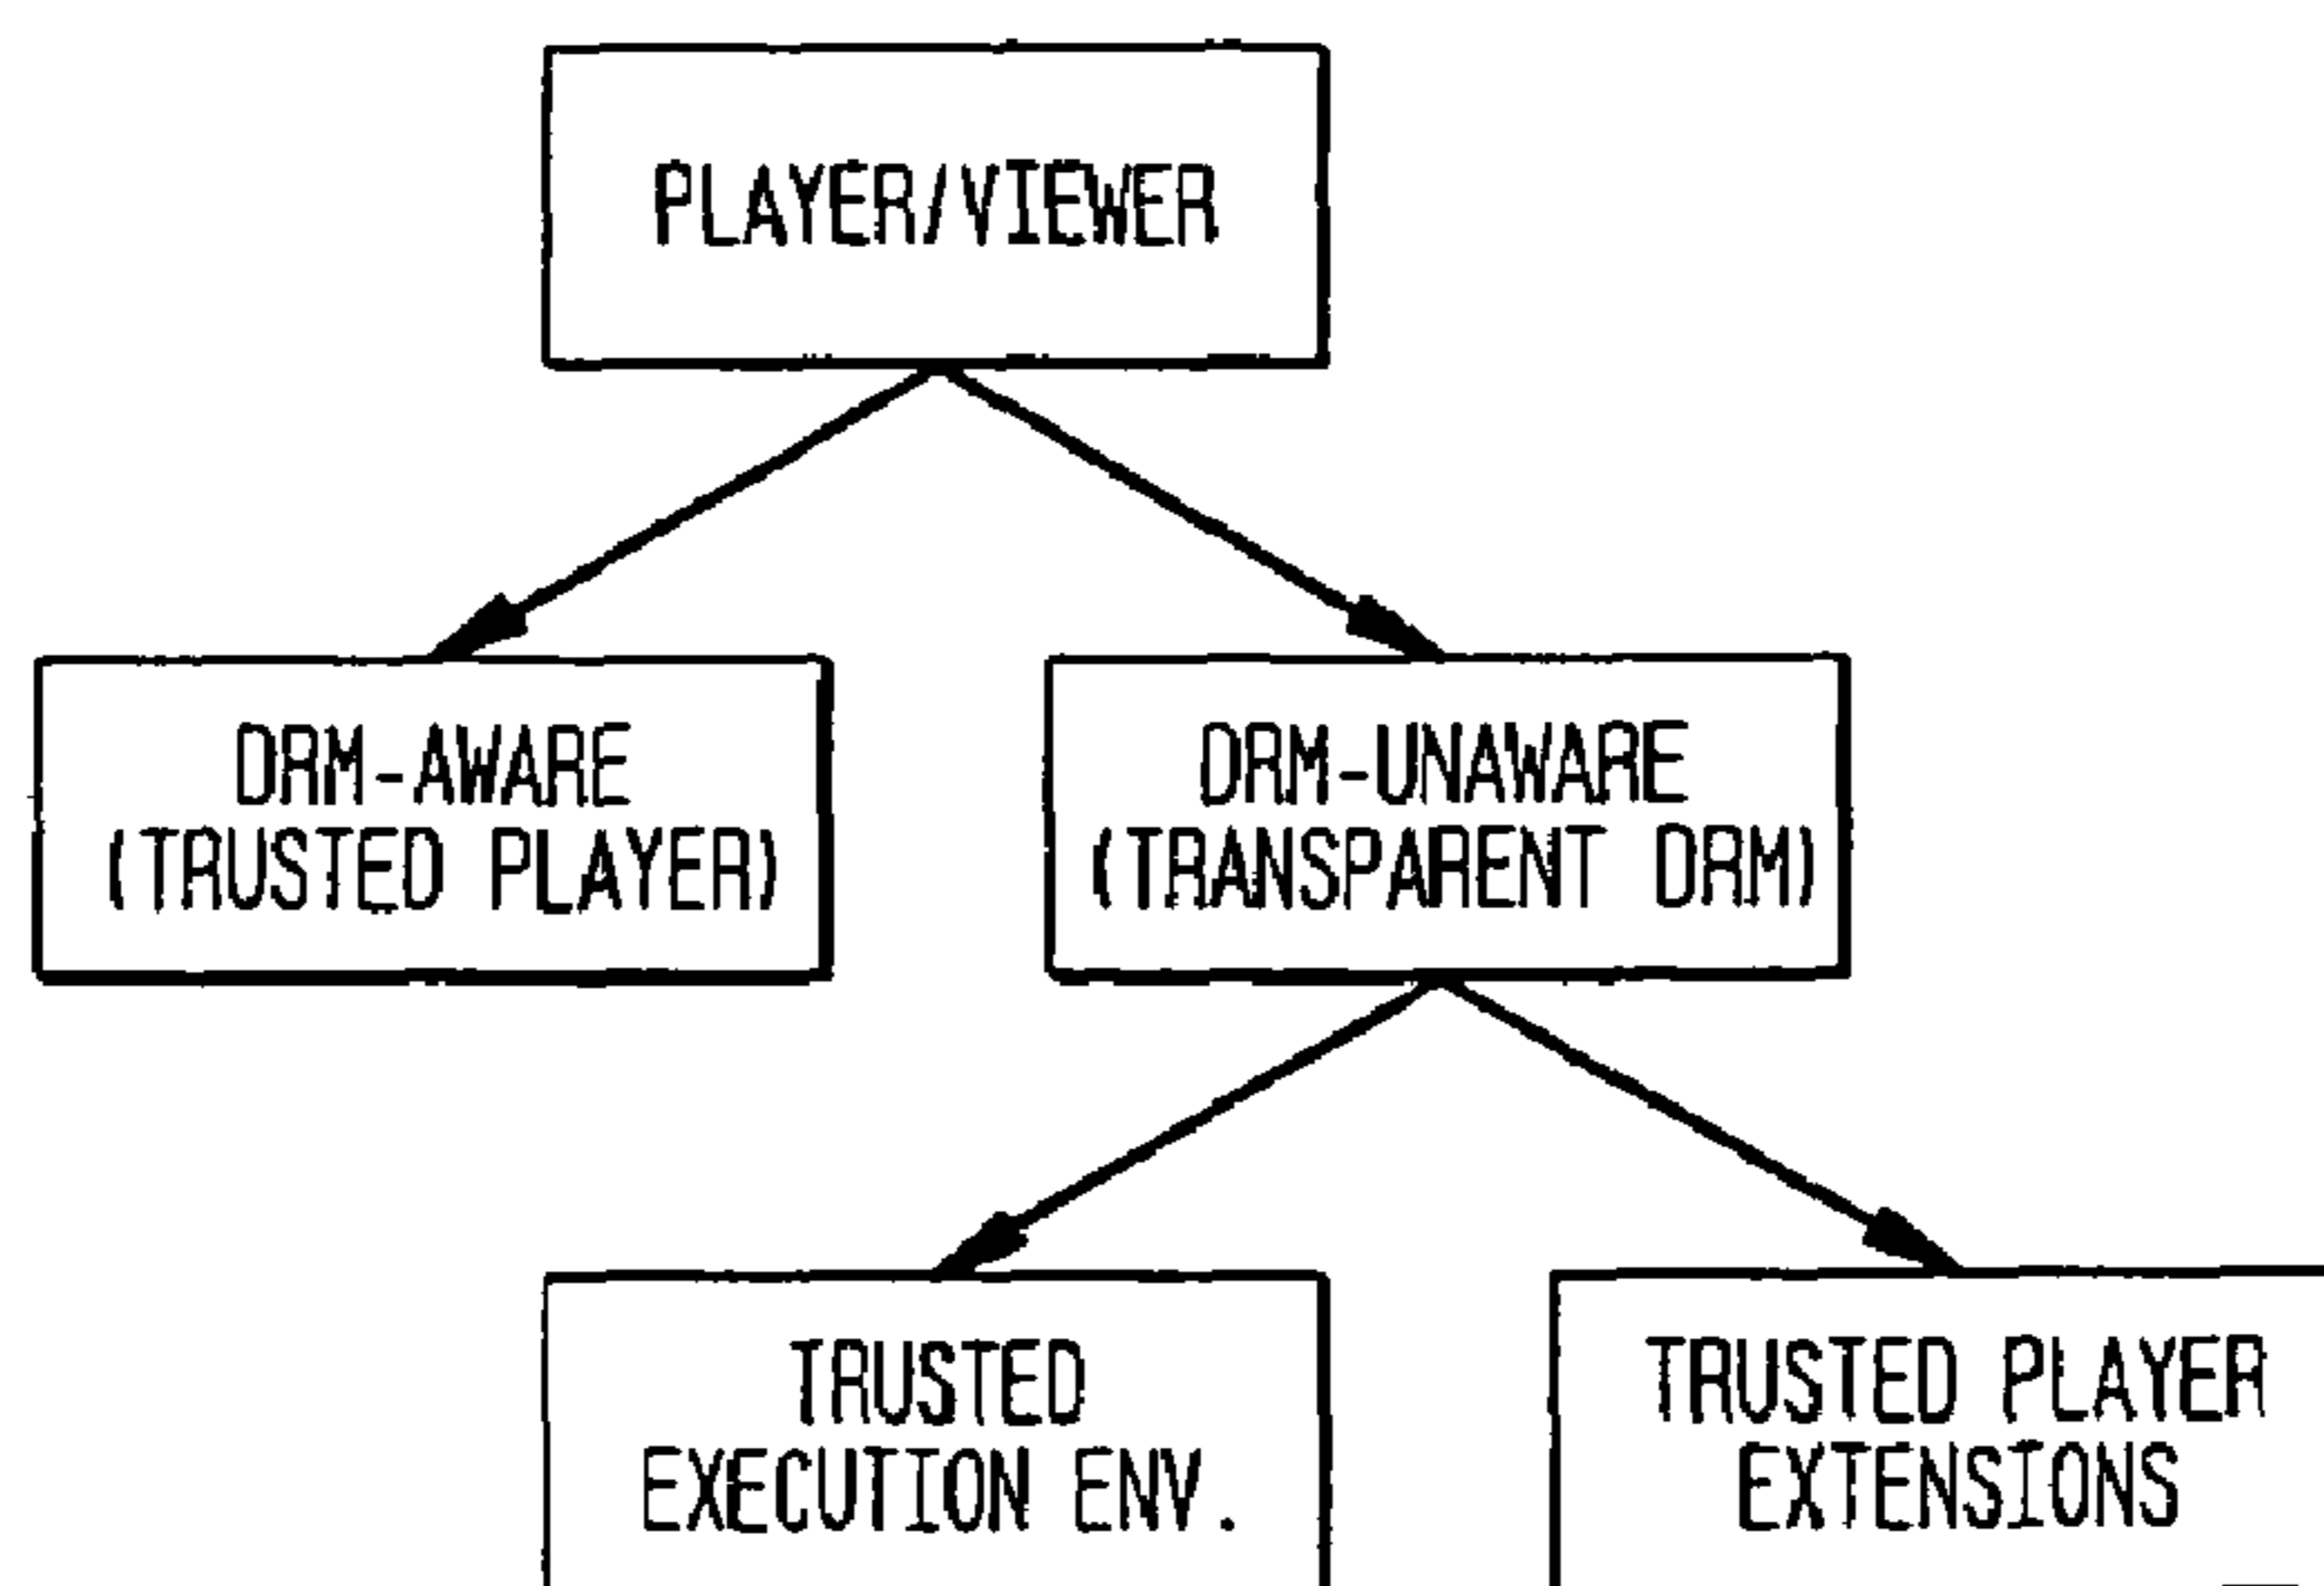 PLAYER/VIEWER
DRM-AWARE
(TRUSTED PLAYER)
DRM-UNAWARE
(TRANSPARENT DRM)
TRUSTED
EXECUTION ENV.
TRUSTED PLAYER
EXTENSIONS